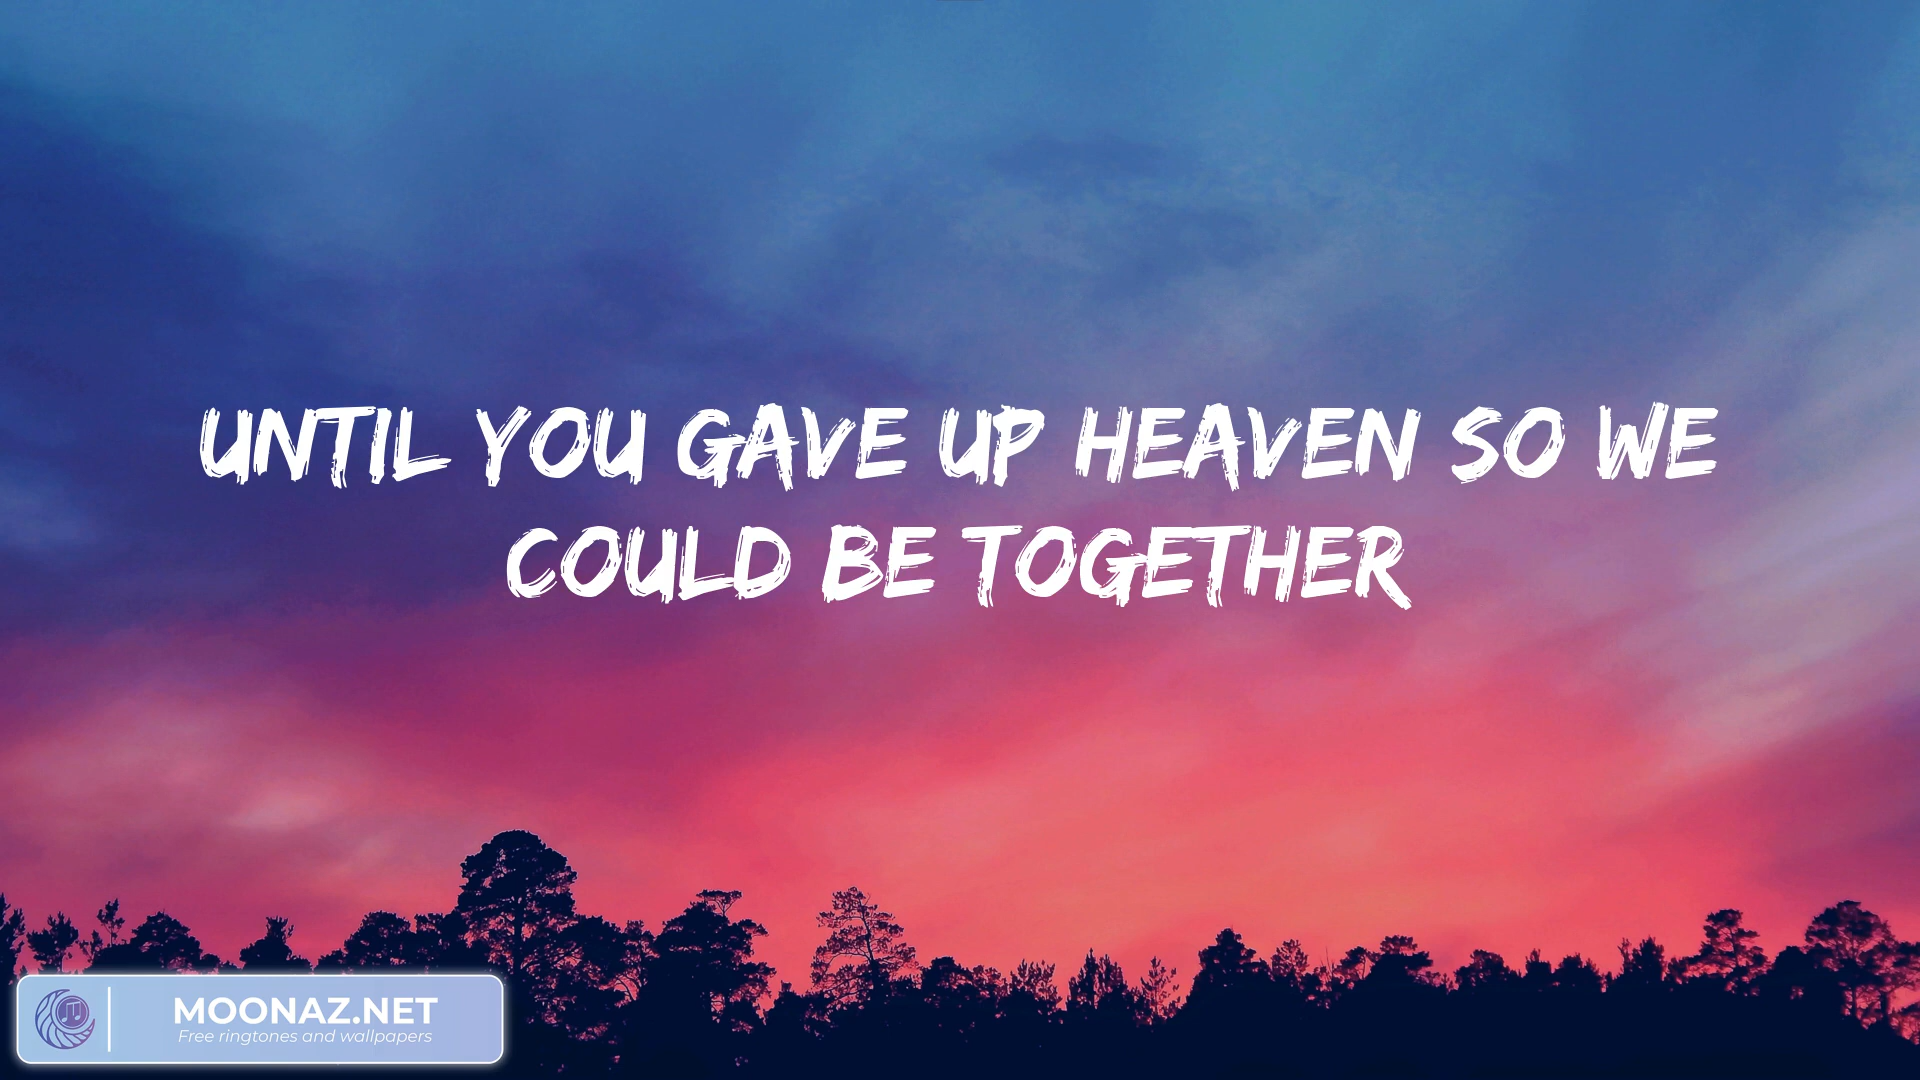 UNTIL YOU GAVE UP HEAVEN SO WE
COULD BE TOGETHER
MOONAZ.NET
Free ringtones and wallpapers